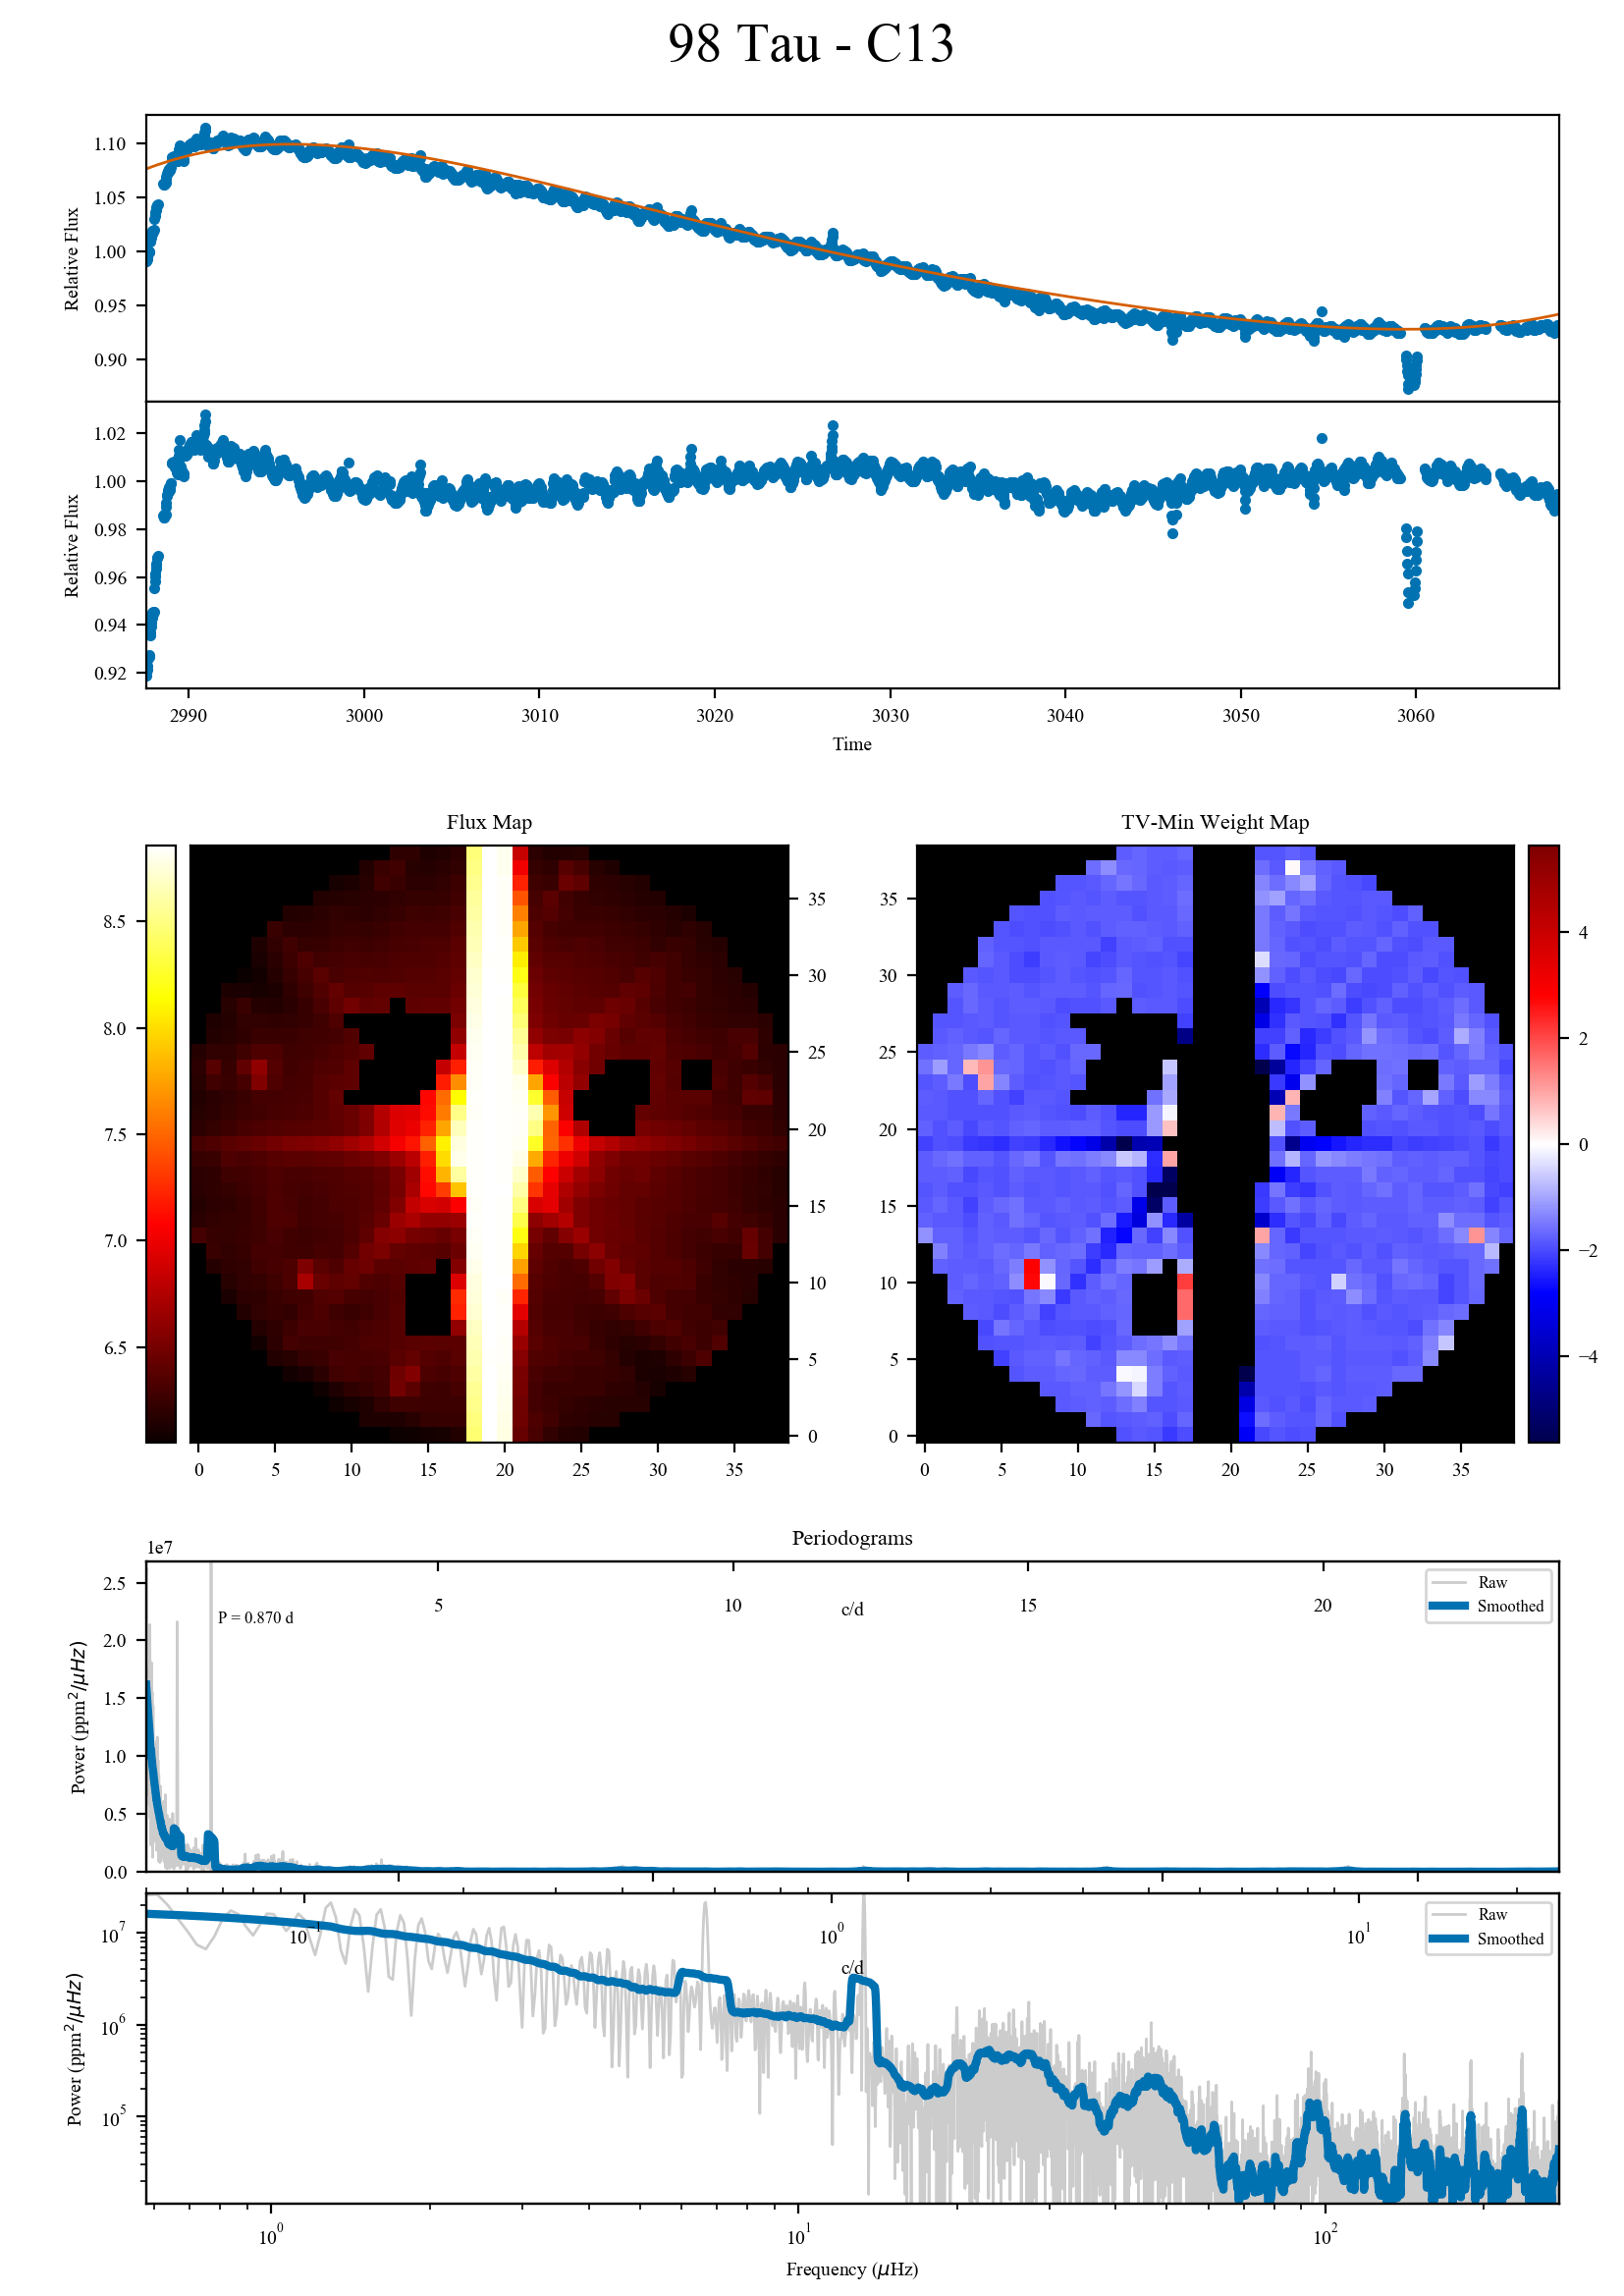 98 Tau - C13
1.10
1.05
1.00
0.95
0.90
Relative Flux
1.02
1.00
0.98
0.96
0.94
0.92
Relative Flux
2990 3000 3010 3020 3030 3040 3050 3060
Time
Flux Map
TV-Min Weight Map
8.5
8.0
7.5
7.0
6.5
35
30
25
20
15
10
5
0
0 5 10 15 20 25 30 35
35
30
25
20
15
10
5
0
0 5 10 15 20 25 30 35
4
2
0
−2
−4
Periodograms
1e7
2.5
2.0
1.5
1.0
0.5
0.0
Power (ppm²/μHz)
P = 0.870 d
5 10 15 20
c/d
Raw
Smoothed
10⁷
10⁶
10⁵
Power (ppm²/μHz)
10⁰ 10¹
c/d
Raw
Smoothed
10⁰ 10¹ 10²
Frequency (μHz)